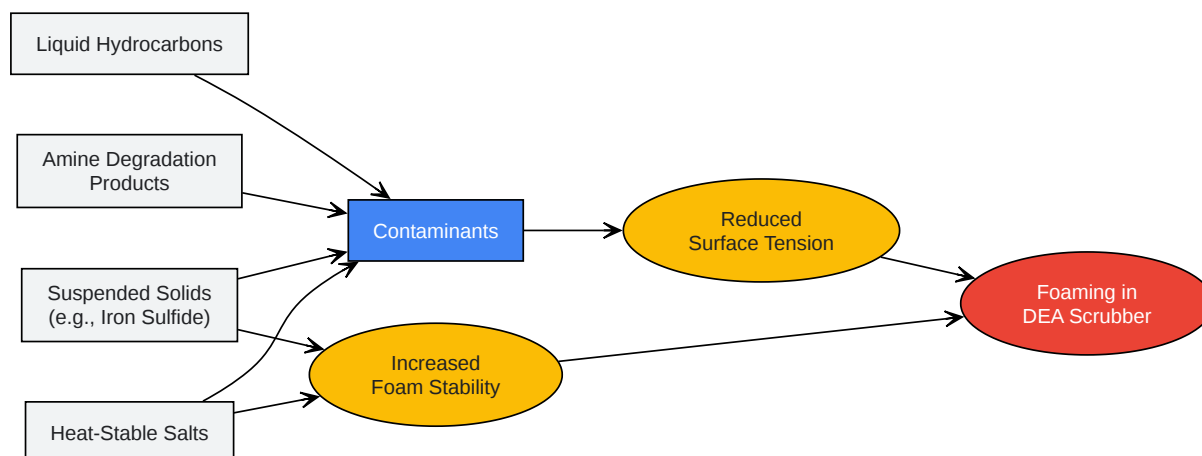 Liquid Hydrocarbons
Amine Degradation
Products
Contaminants
Reduced
Surface Tension
Suspended Solids
(e.g., Iron Sulfide)
Foaming in
DEA Scrubber
Increased
Foam Stability
Heat-Stable Salts